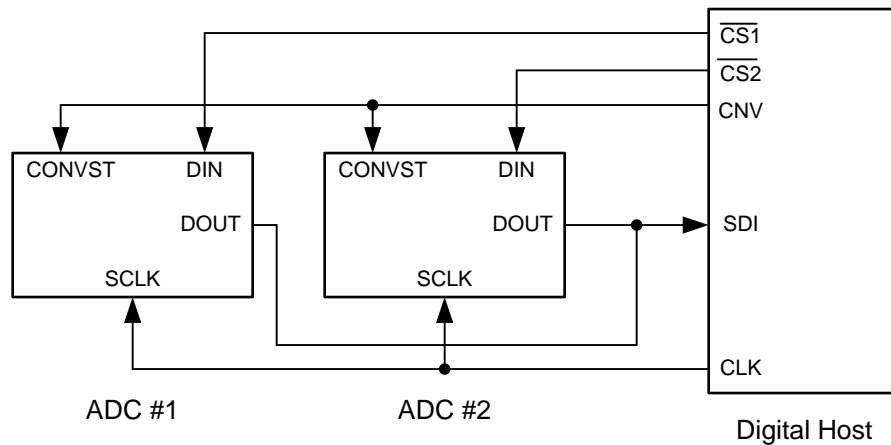 CS1
CS2
CNV
CONVST DIN
DOUT
SCLK
CONVST DIN
DOUT
SCLK
SDI
CLK
ADC #1
ADC #2
Digital Host